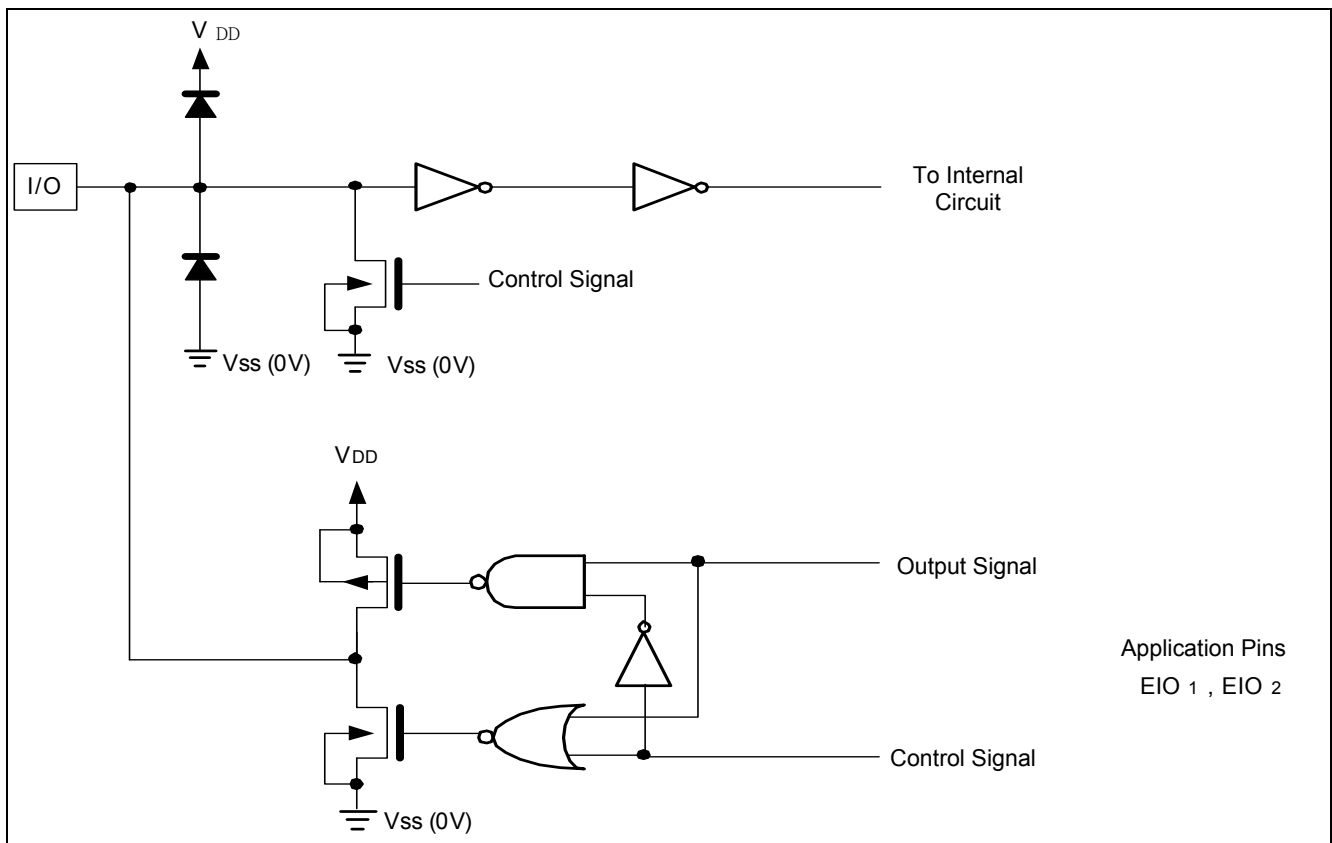 V DD
I/O
To Internal
Circuit
Control Signal
Vss (0V)
Vss (0V)
VDD
Output Signal
Application Pins
EIO 1 , EIO 2
Control Signal
Vss (0V)